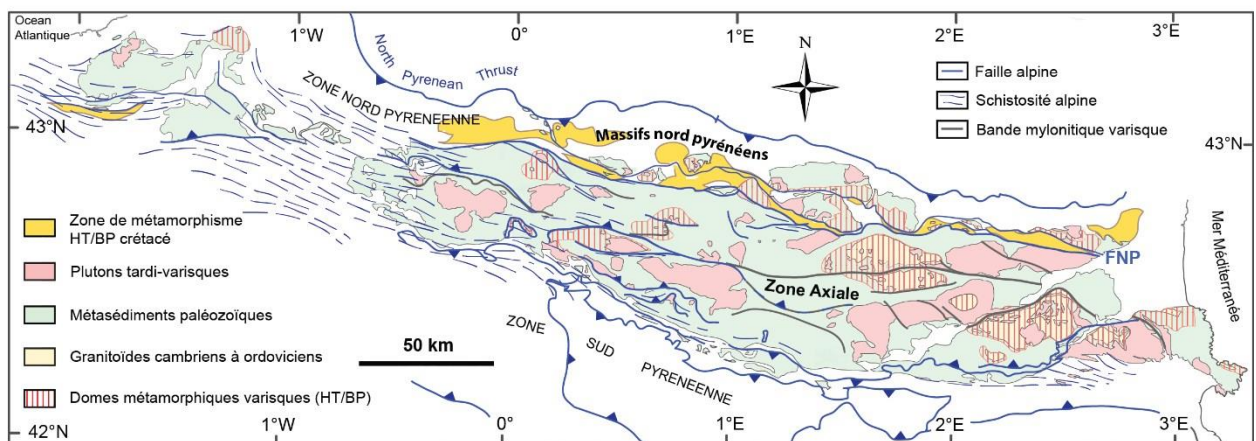 Ocean
Atlantique
1°W
0°
1°E
2°E
3°E
N
North Pyrenean Thrust
ZONE NORD PYRENEENNE
Massifs nord pyrénéens
43°N
43°N
Faille alpine
Schistosité alpine
Bande mylonitique varisque
Zone de métamorphisme
HT/BP crétacé
Plutons tardi-varisques
Métasédiments paléozoïques
Granitoïdes cambriens à ordoviciens
Domes métamorphiques varisques (HT/BP)
FNP
Mer Méditerranée
Zone Axiale
ZONE SUD PYRENEENNE
50 km
42°N
1°W
0°
1°E
2°E
3°E